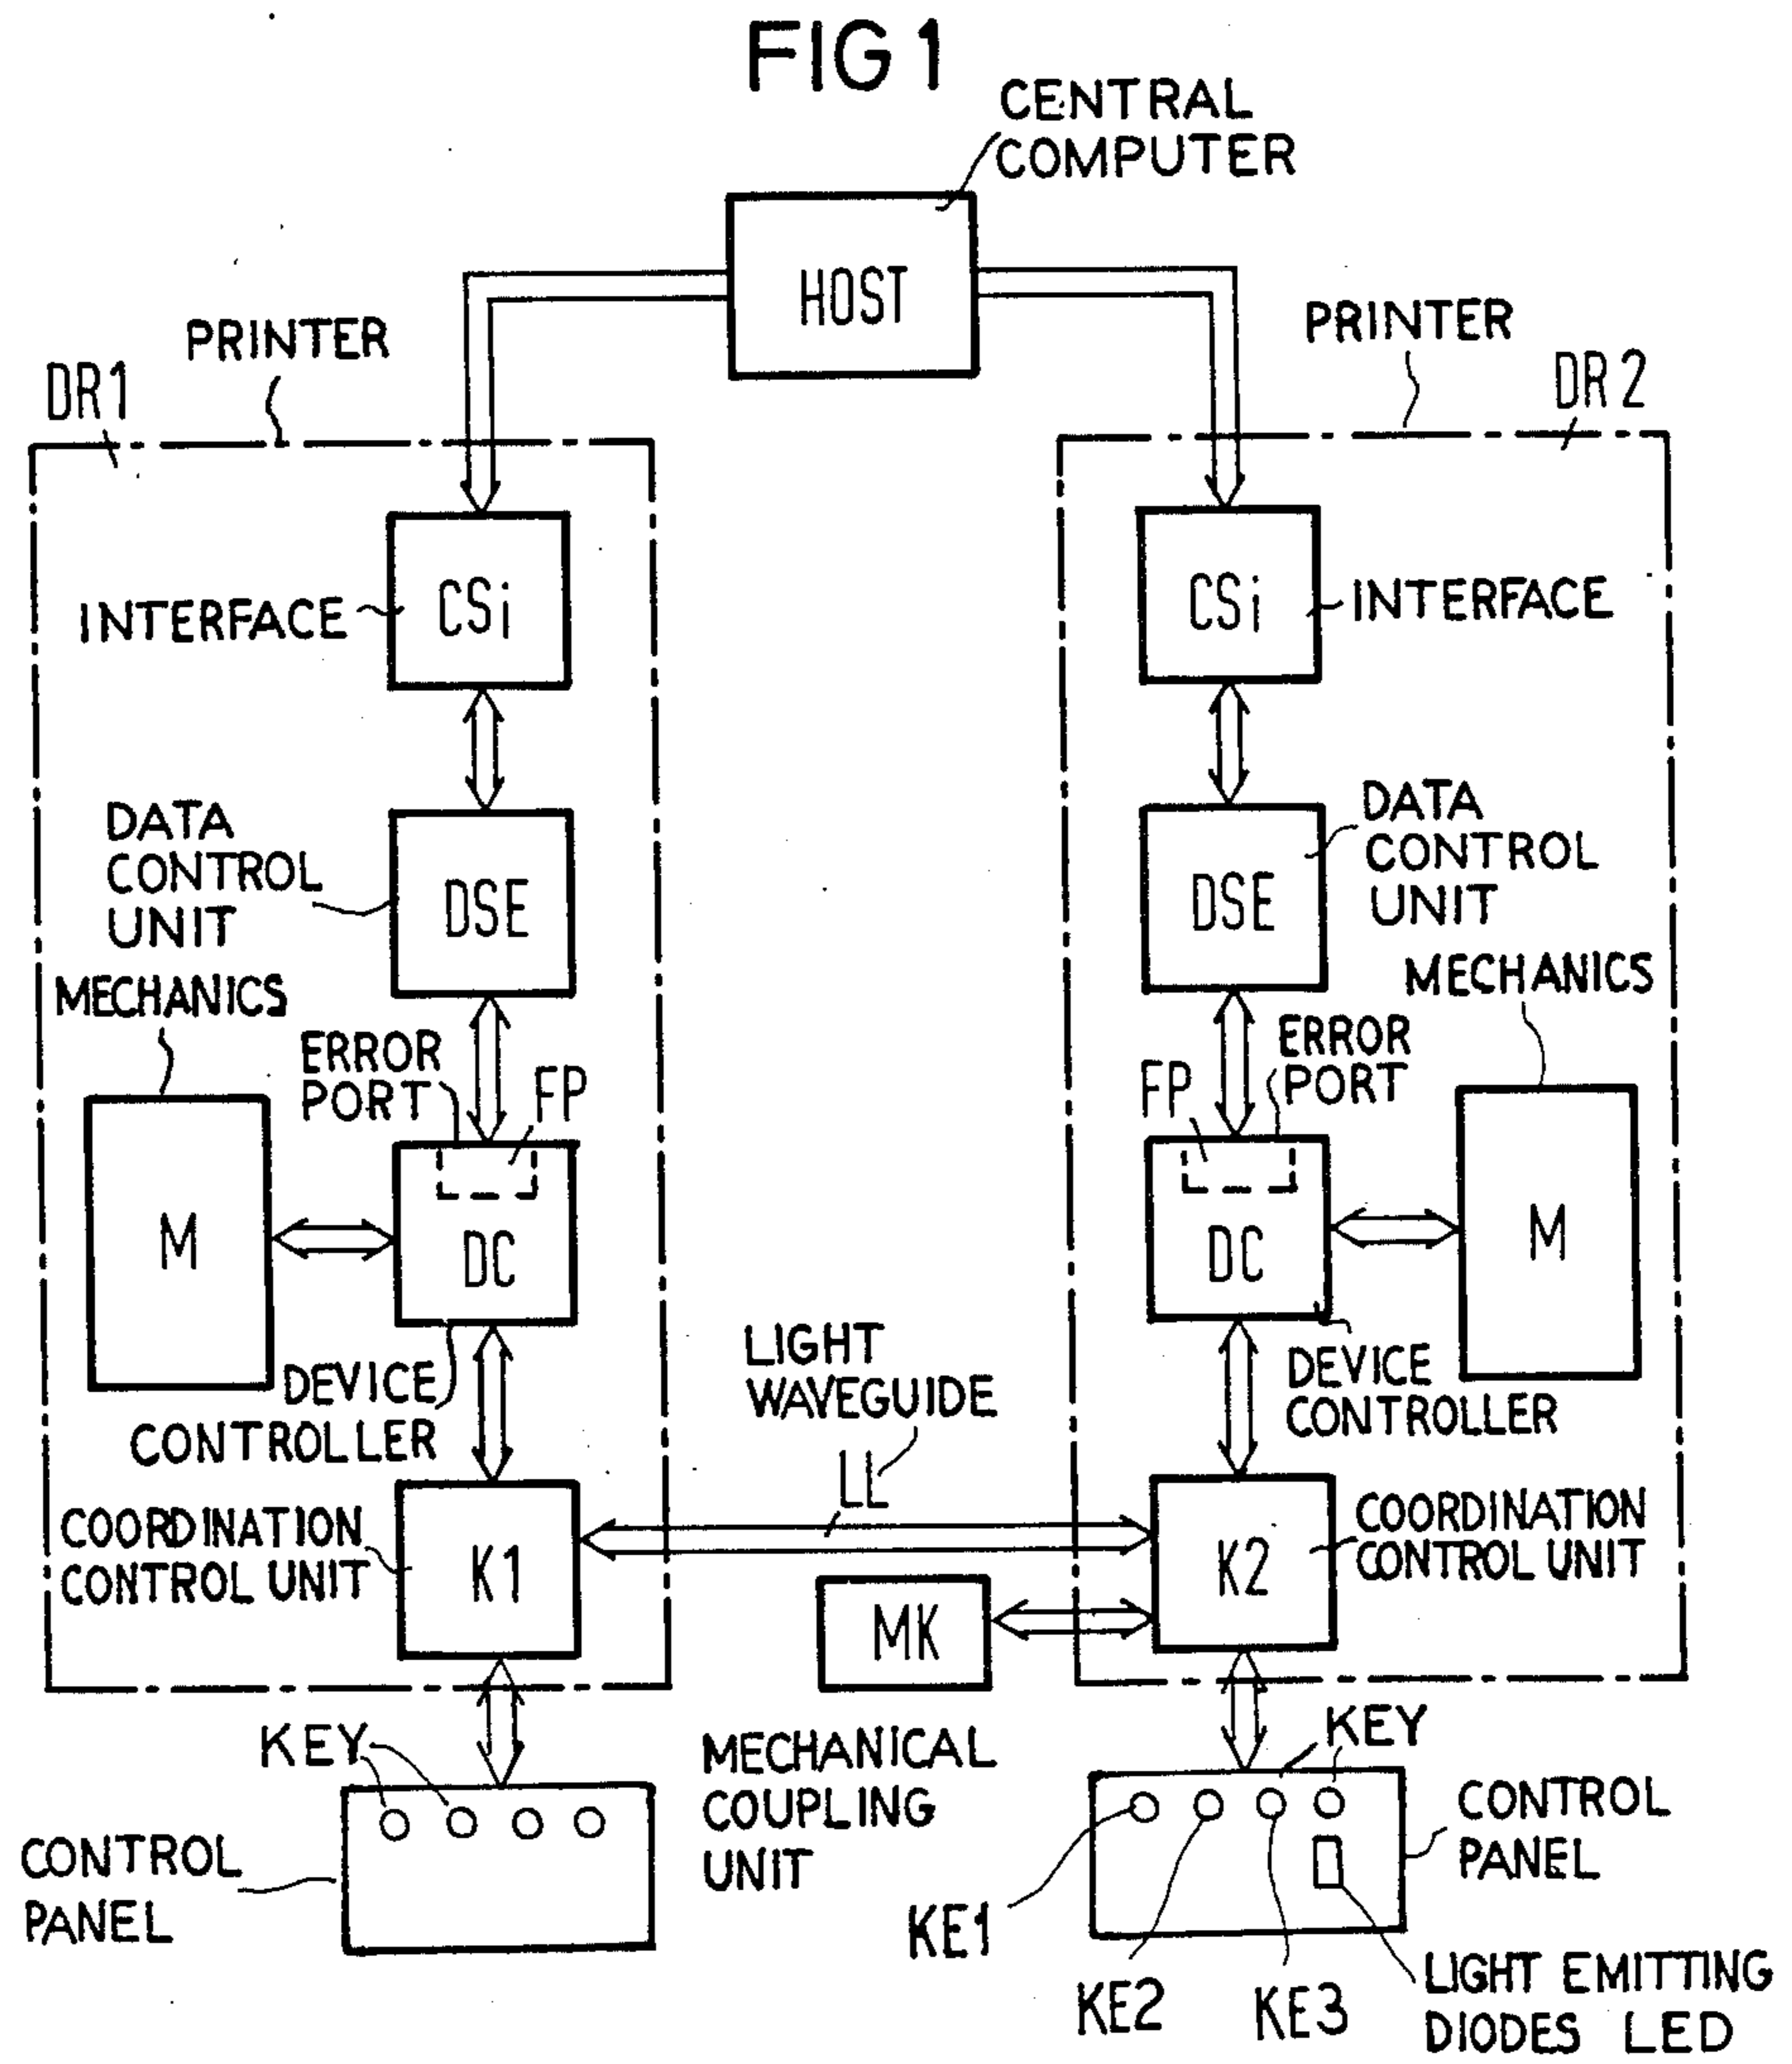 FIG 1
CENTRAL
COMPUTER
HOST
PRINTER
DR1
PRINTER
DR2
INTERFACE
CSi
CSi
INTERFACE
DATA
CONTROL
UNIT
DSE
DSE
DATA
CONTROL
UNIT
MECHANICS
ERROR
PORT
FP
M
DC
DEVICE
CONTROLLER
FP
ERROR
PORT
MECHANICS
DC
M
DEVICE
CONTROLLER
LIGHT
WAVEGUIDE
LL
COORDINATION
CONTROL UNIT
K1
K2
COORDINATION
CONTROL UNIT
MK
MECHANICAL
COUPLING
UNIT
KEY
CONTROL
PANEL
KEY
CONTROL
PANEL
KE1
KE2
KE3
LIGHT EMITTING
DIODES LED